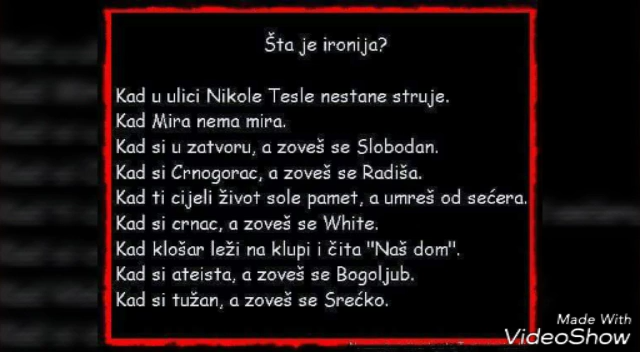 Šta je ironija?
Kad u ulici Nikole Tesle nestane struje.
Kad Mira nema mira.
Kad si u zatvoru, a zoveš se Slobodan.
Kad si Crnogorac, a zoveš se Radiša.
Kad ti cijeli život sole pamet, a umreš od sećera.
Kad si crnac, a zoveš se White.
Kad klošar leži na klupi i čita "Naš dom".
Kad si ateista, a zoveš se Bogoljub.
Kad si tužan, a zoveš se Srećko.
Made With
VideoShow